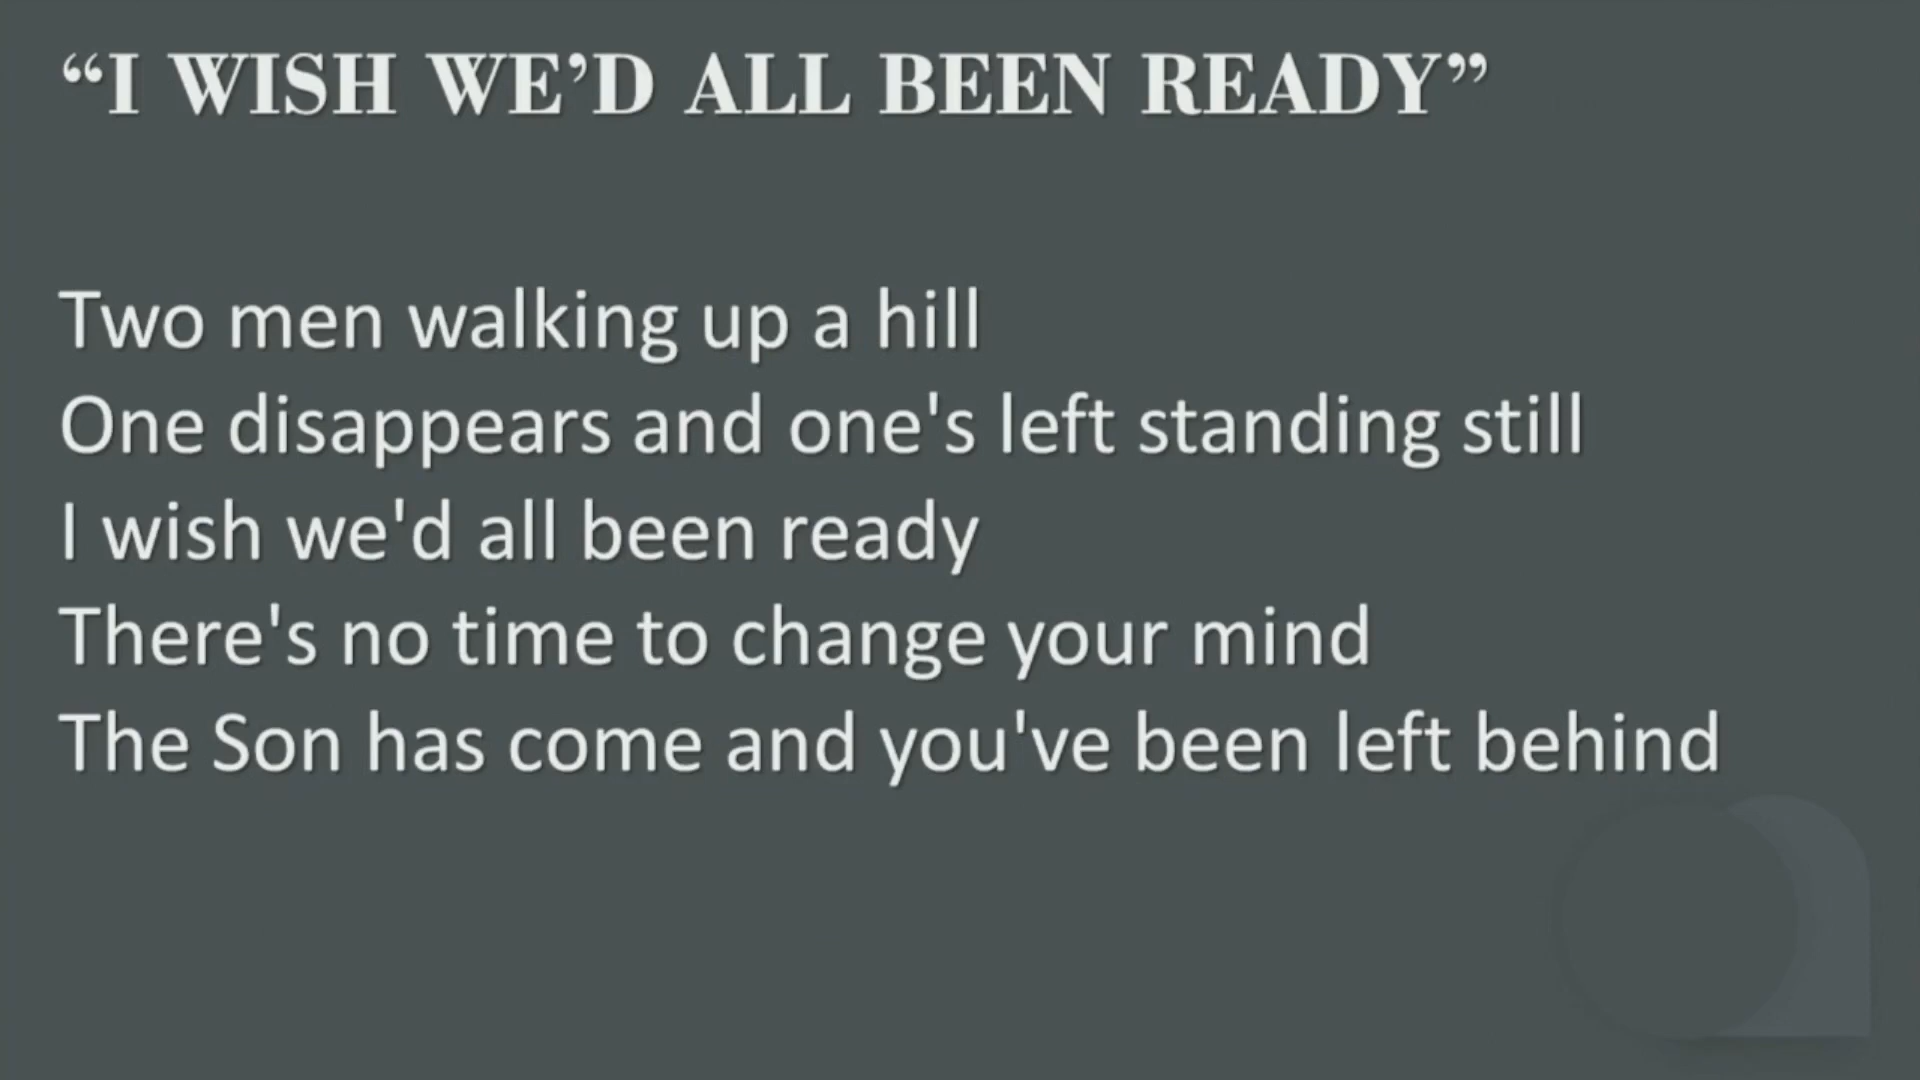 “I WISH WE’D ALL BEEN READY”
Two men walking up a hill
One disappears and one's left standing still
I wish we'd all been ready
There's no time to change your mind
The Son has come and you've been left behind